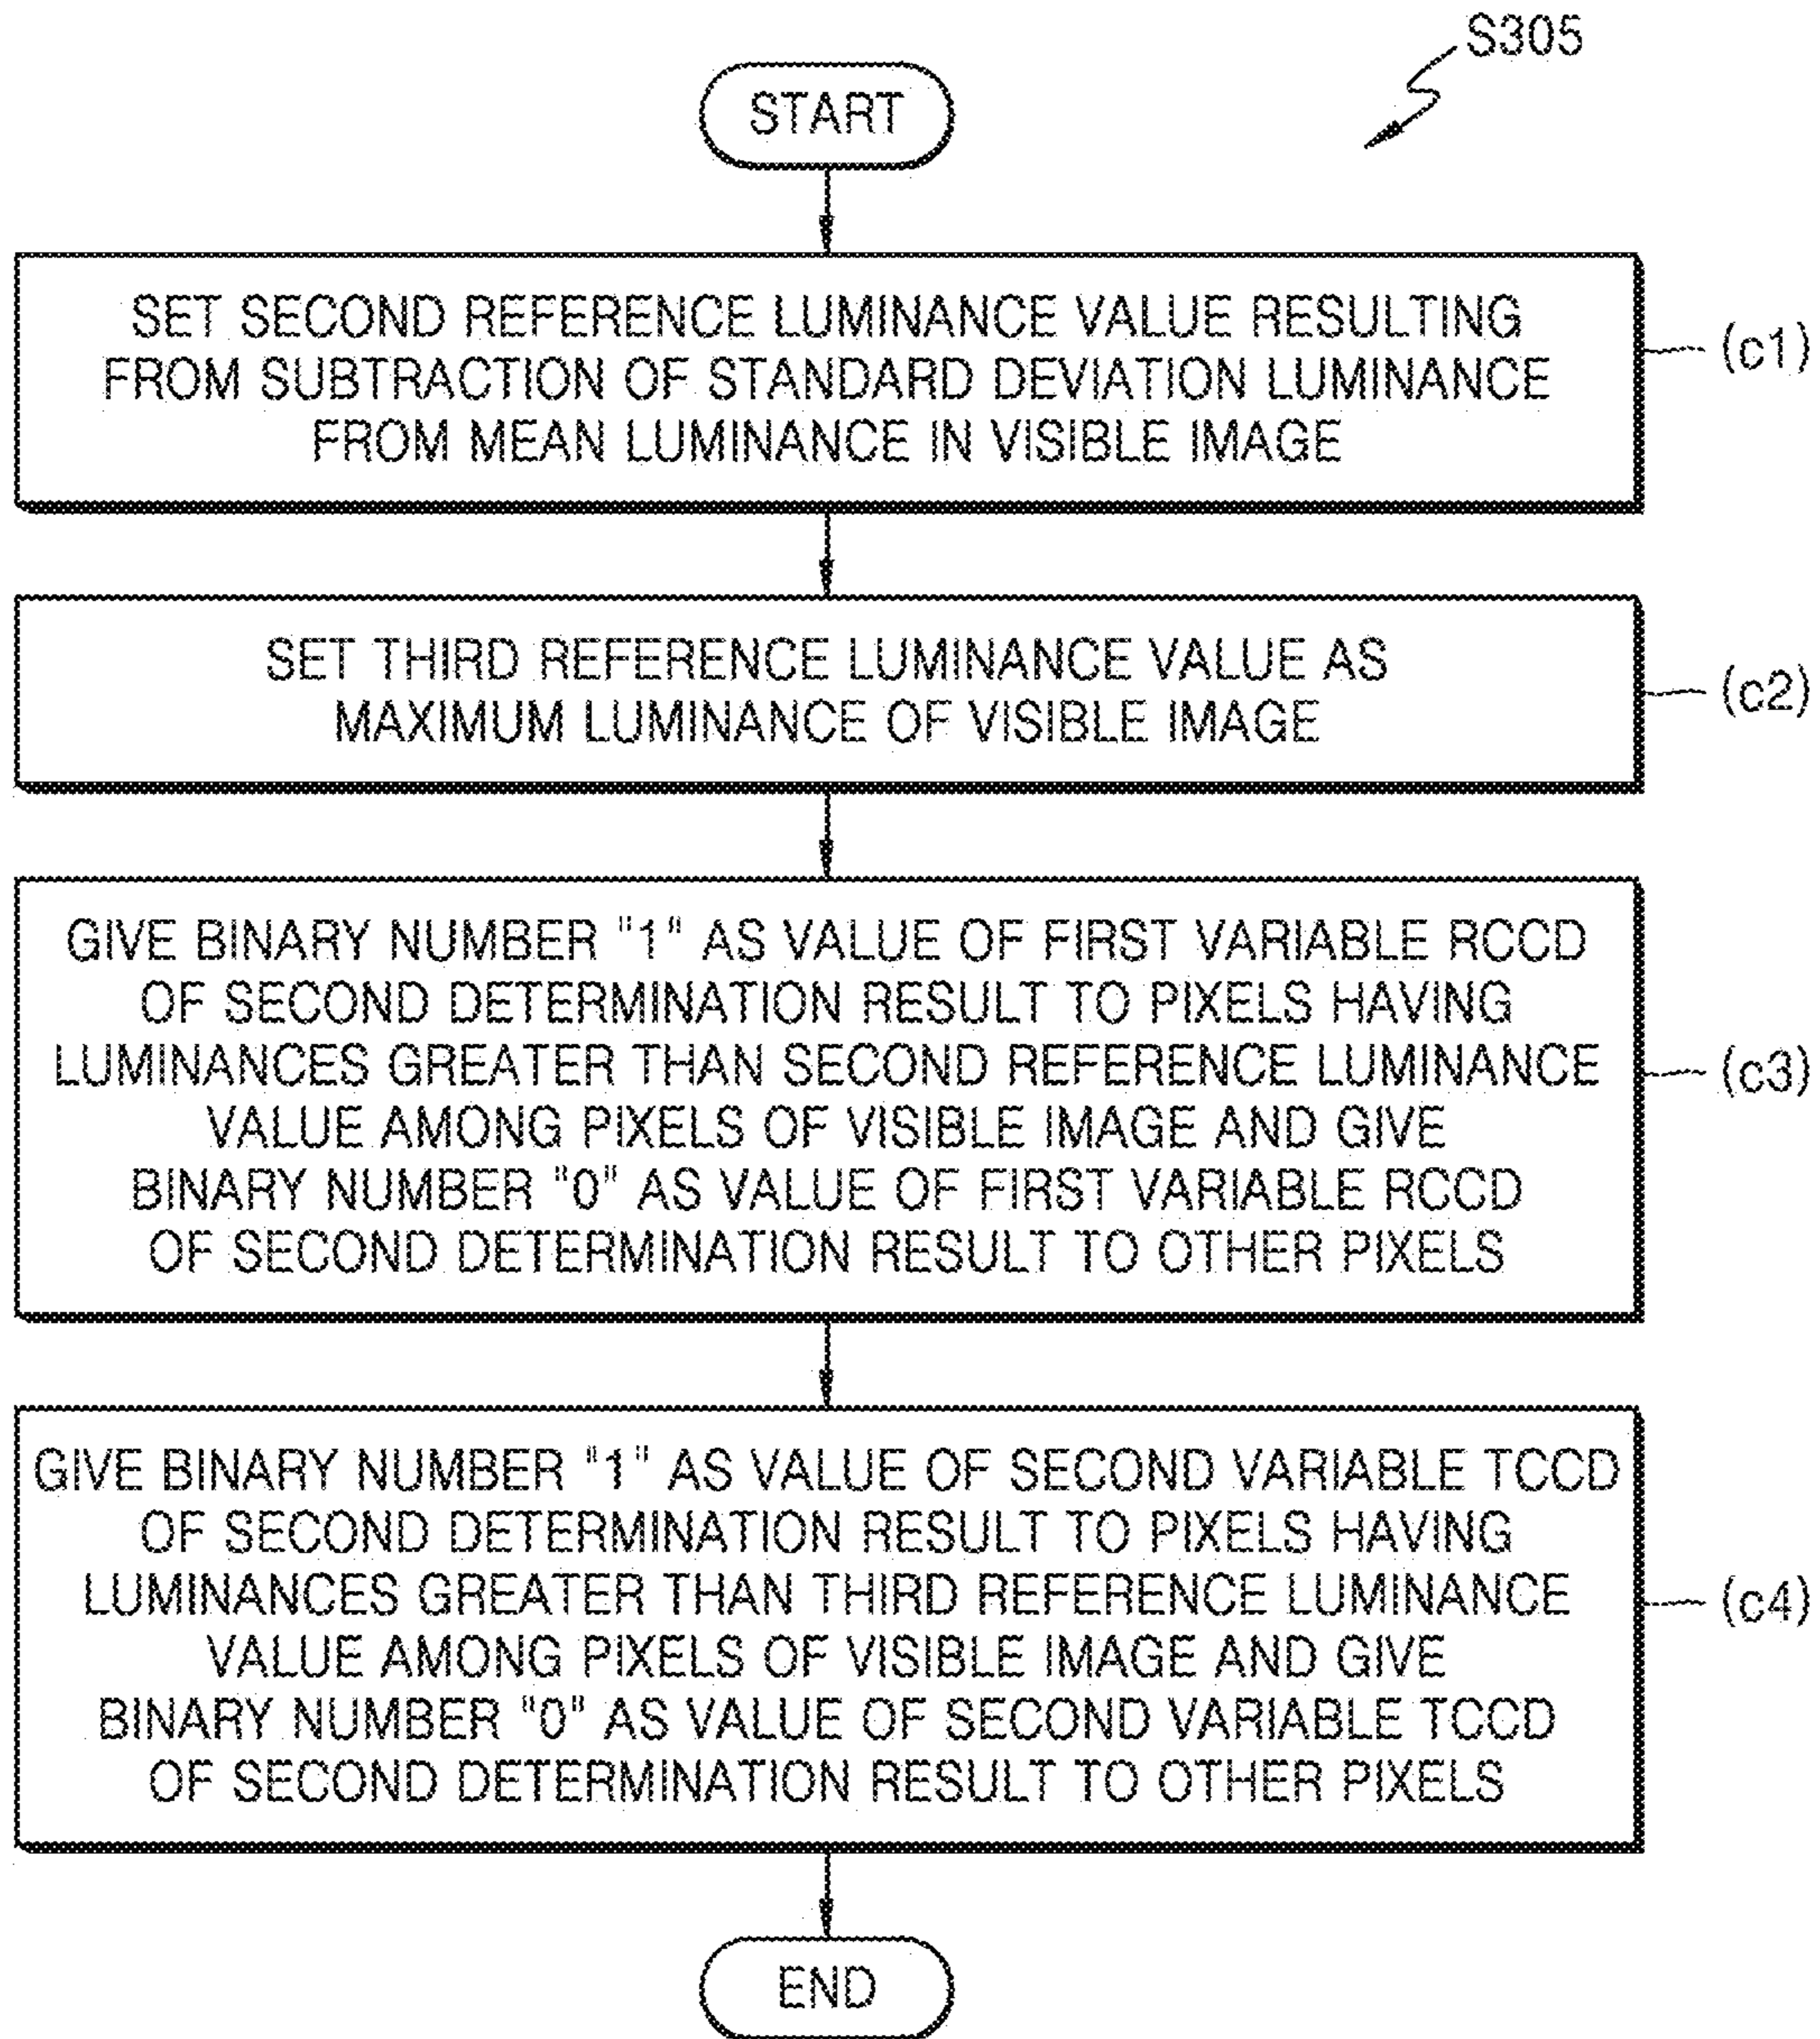 S305
START
SET SECOND REFERENCE LUMINANCE VALUE RESULTING
FROM SUBTRACTION OF STANDARD DEVIATION LUMINANCE
FROM MEAN LUMINANCE IN VISIBLE IMAGE
(c1)
SET THIRD REFERENCE LUMINANCE VALUE AS
MAXIMUM LUMINANCE OF VISIBLE IMAGE
(c2)
GIVE BINARY NUMBER "1" AS VALUE OF FIRST VARIABLE RCCD
OF SECOND DETERMINATION RESULT TO PIXELS HAVING
LUMINANCES GREATER THAN SECOND REFERENCE LUMINANCE
VALUE AMONG PIXELS OF VISIBLE IMAGE AND GIVE
BINARY NUMBER "0" AS VALUE OF FIRST VARIABLE RCCD
OF SECOND DETERMINATION RESULT TO OTHER PIXELS
(c3)
GIVE BINARY NUMBER "1" AS VALUE OF SECOND VARIABLE TCCD
OF SECOND DETERMINATION RESULT TO PIXELS HAVING
LUMINANCES GREATER THAN THIRD REFERENCE LUMINANCE
VALUE AMONG PIXELS OF VISIBLE IMAGE AND GIVE
BINARY NUMBER "0" AS VALUE OF SECOND VARIABLE TCCD
OF SECOND DETERMINATION RESULT TO OTHER PIXELS
(c4)
END